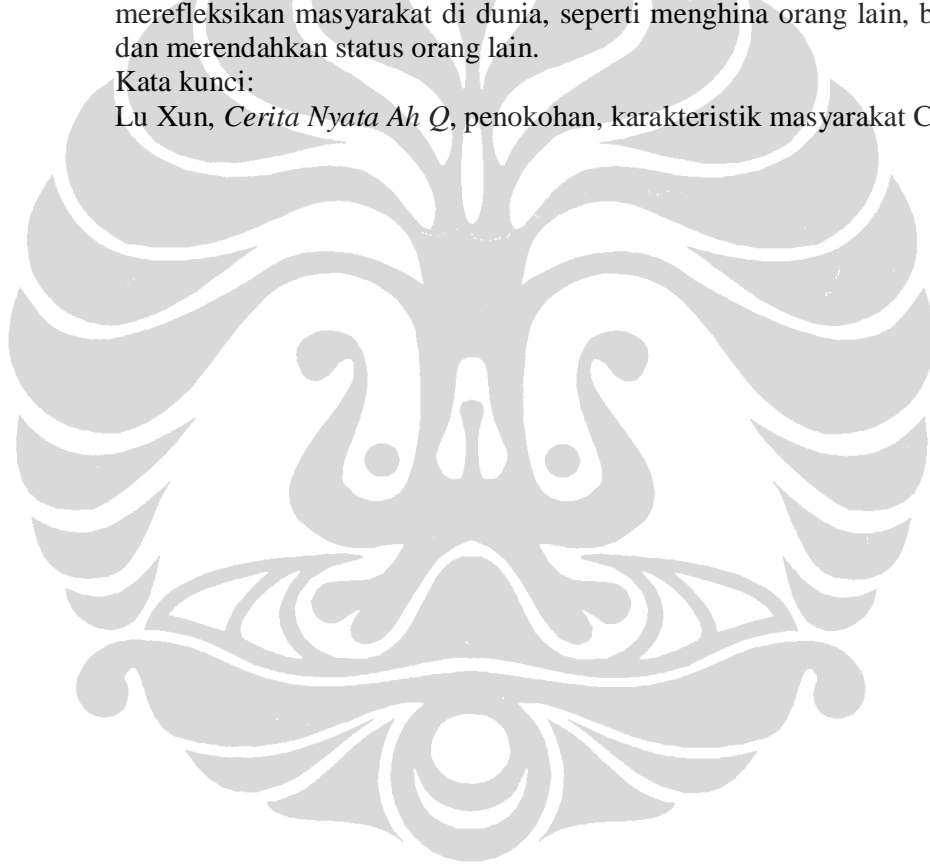 merefleksikan masyarakat di dunia, seperti menghina orang lain, b
dan merendahkan status orang lain.
Kata kunci:
Lu Xun, Cerita Nyata Ah Q, penokohan, karakteristik masyarakat C